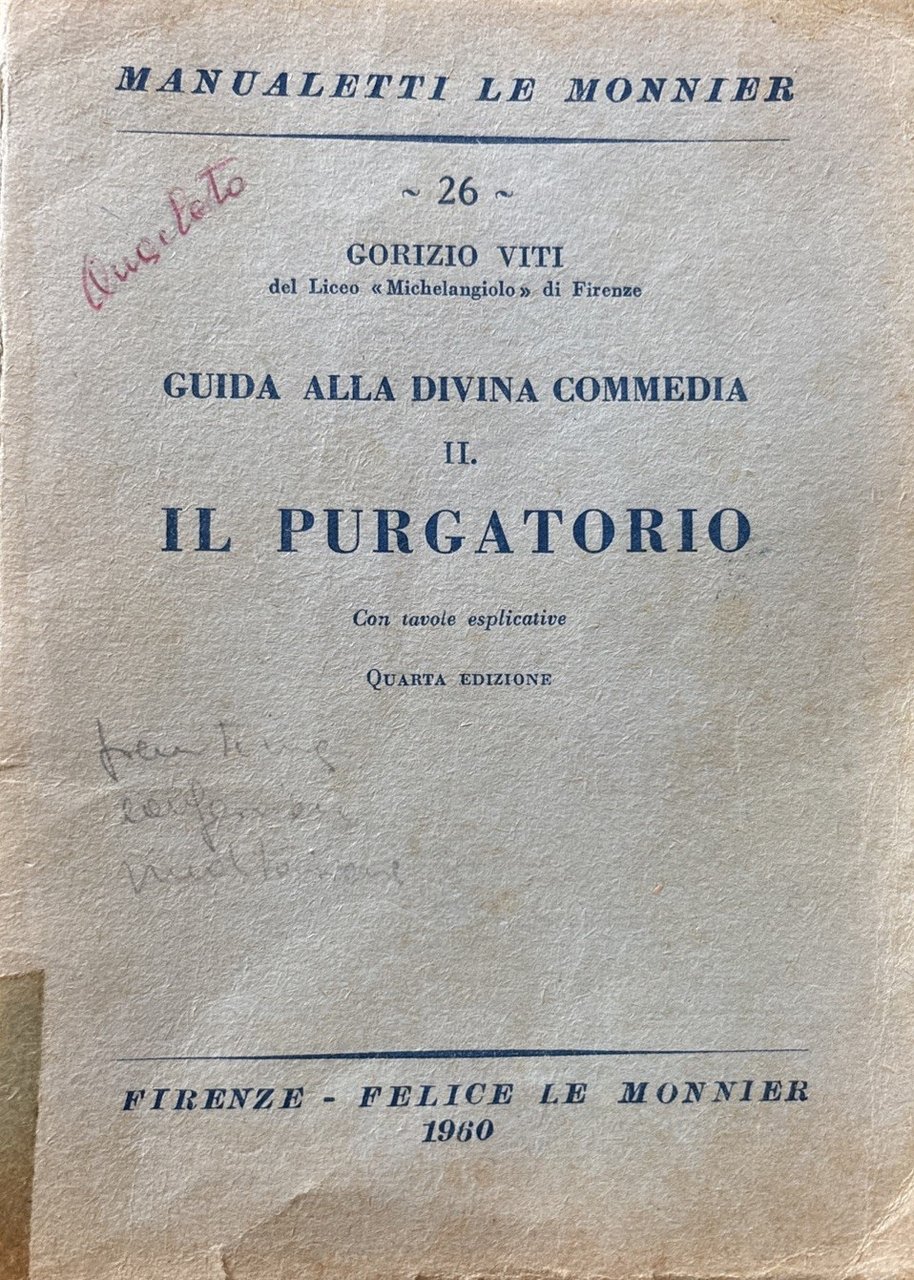 MANUALETTI LE MONNIER
~ 26 ~
GORIZIO VITI
del Liceo «Michelangiolo» di Firenze
GUIDA ALLA DIVINA COMMEDIA
II.
IL PURGATORIO
Con tavole esplicative
QUARTA EDIZIONE
FIRENZE - FELICE LE MONNIER
1960